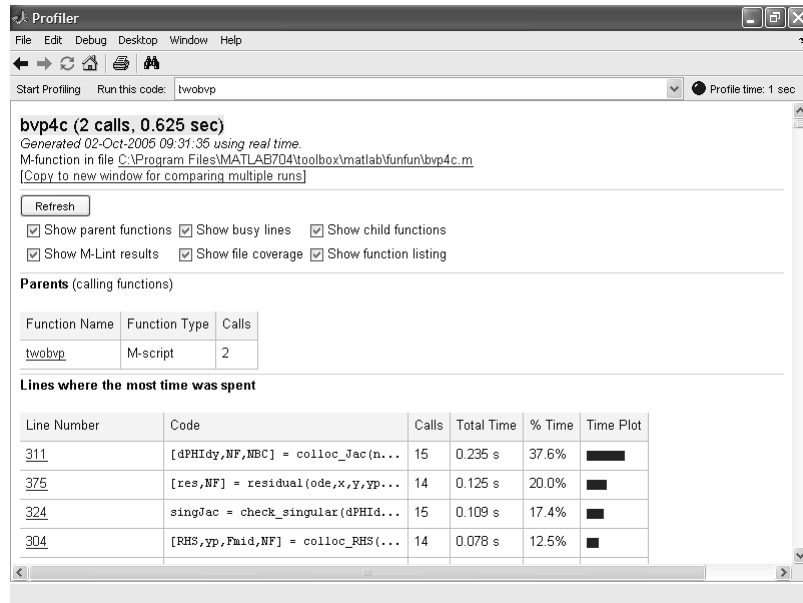 Profiler
File Edit Debug Desktop Window Help
Start Profiling Run this code: twobvp Profile time: 1 sec
bvp4c (2 calls, 0.625 sec)
Generated 02-Oct-2005 09:31:35 using real time.
M-function in file C:\Program Files\MATLAB704\toolbox\matlab\funfun\bvp4c.m
[Copy to new window for comparing multiple runs]
Refresh
Show parent functions Show busy lines Show child functions
Show M-Lint results Show file coverage Show function listing
Parents (calling functions)
Function Name Function Type Calls
twobvp M-script 2
Lines where the most time was spent
Line Number Code Calls Total Time % Time Time Plot
311 [dPHIdy,NF,NBC] = colloc_Jac(n... 15 0.235 s 37.6%
375 [res,NF] = residual(ode,x,y,yp... 14 0.125 s 20.0%
324 singJac = check_singular(dPHId... 15 0.109 s 17.4%
304 [RHS,yp,Fmid,NF] = colloc_RHS(... 14 0.078 s 12.5%